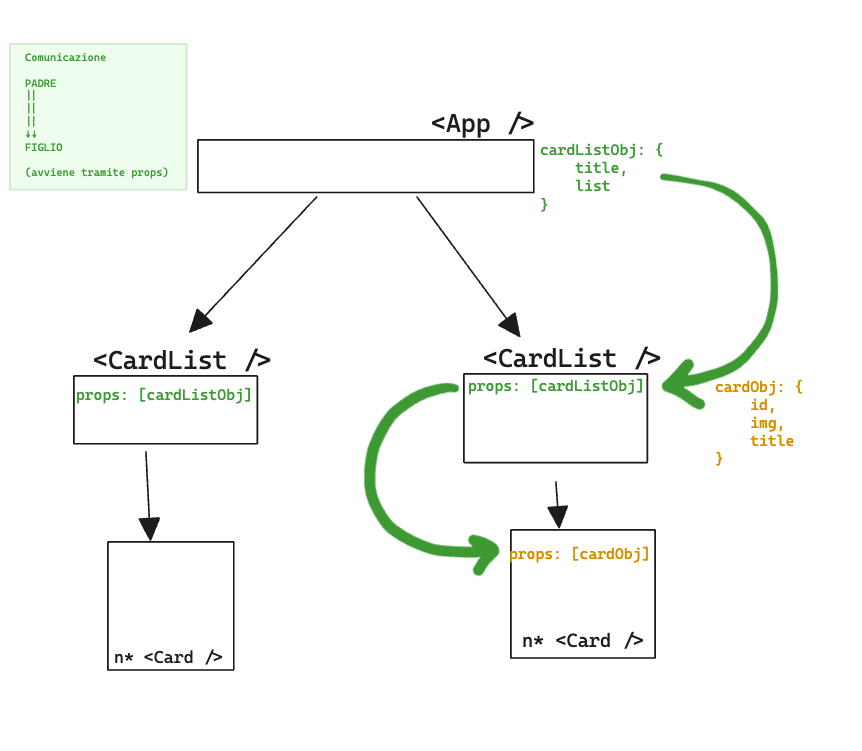 Comunicazione
PADRE
||
||
||
↓↓
FIGLIO
(avviene tramite props)
<App />
cardListObj: {
title,
list
}
<CardList />
props: [cardListObj]
n* <Card />
<CardList />
props: [cardListObj]
cardObj: {
id,
img,
title
}
props: [cardObj]
n* <Card />